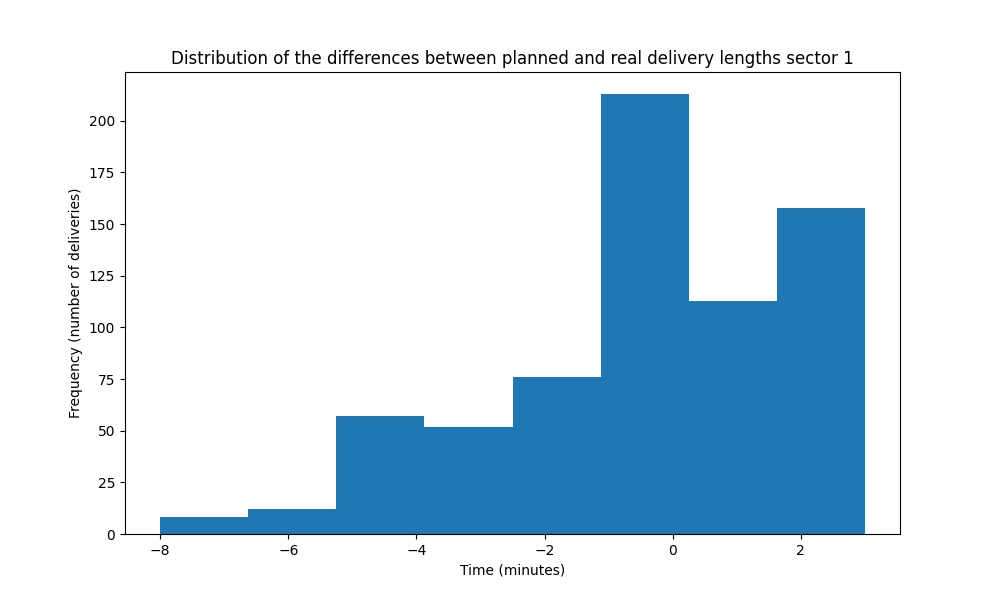 Distribution of the differences between planned and real delivery lengths sector 1
Frequency (number of deliveries)
200
175
150
125
100
75
50
25
0
−8 −6 −4 −2 0 2
Time (minutes)